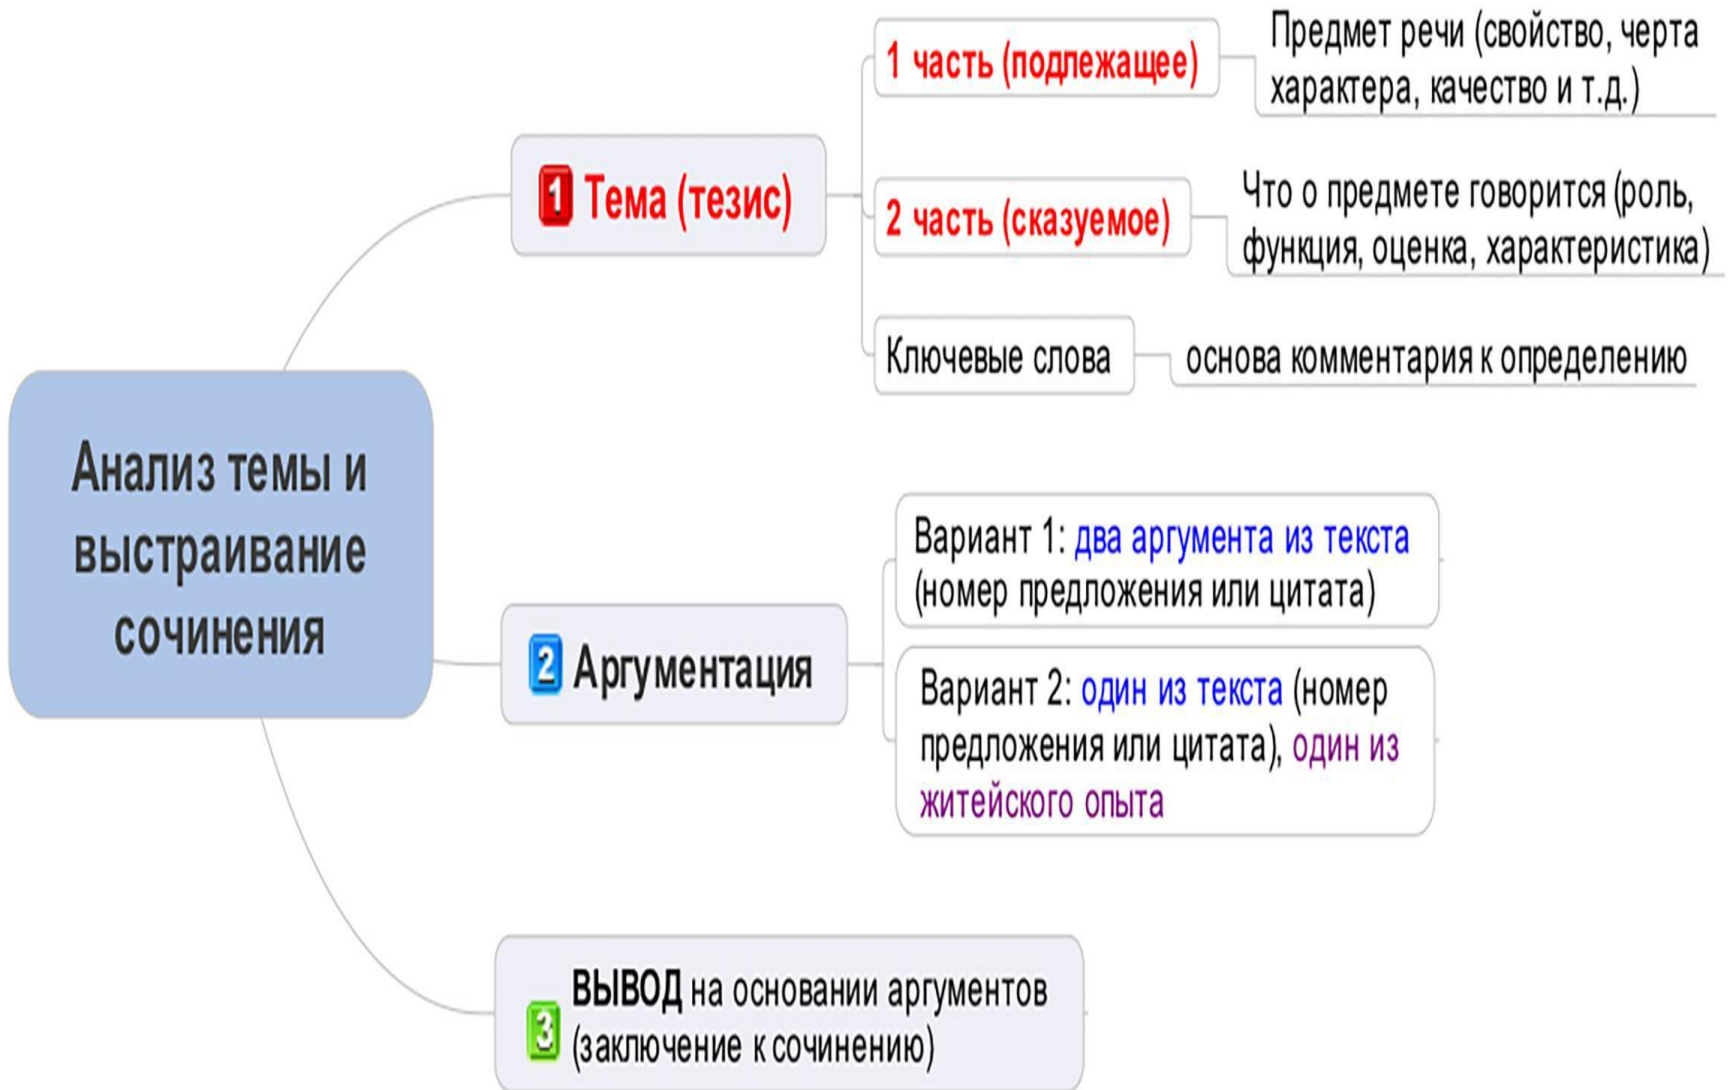 Анализ темы и
выстраивание
сочинения
1 Тема (тезис)
1 часть (подлежащее)
Предмет речи (свойство, черта
характера, качество и т.д.)
2 часть (сказуемое)
Что о предмете говорится (роль,
функция, оценка, характеристика)
Ключевые слова
основа комментария к определению
2 Аргументация
Вариант 1: два аргумента из текста
(номер предложения или цитата)
Вариант 2: один из текста (номер
предложения или цитата), один из
житейского опыта
3 ВЫВОД на основании аргументов
(заключение к сочинению)